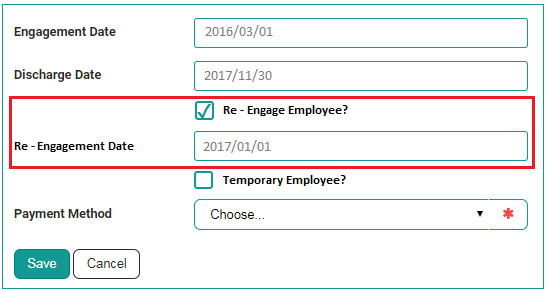 Engagement Date 2016/03/01
Discharge Date 2017/11/30
Re - Engage Employee?
Re - Engagement Date 2017/01/01
Temporary Employee?
Payment Method Choose... *
Save Cancel